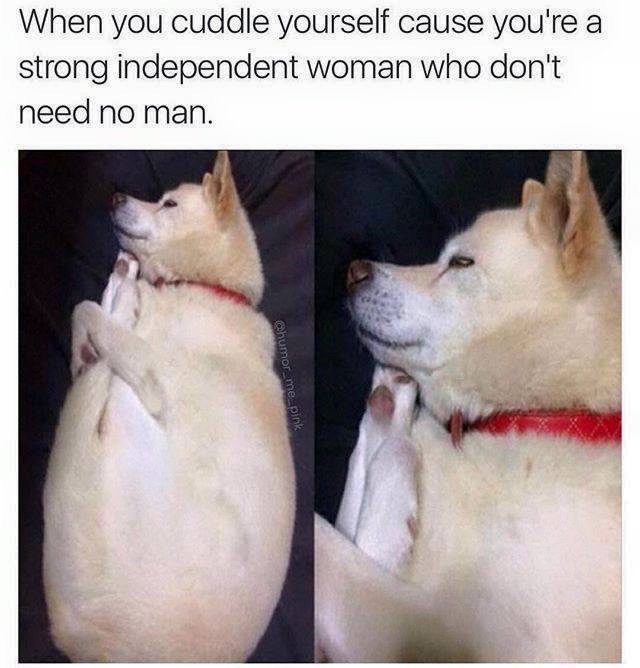 When you cuddle yourself cause you're a
strong independent woman who don't
need no man.
@humor_me_pink